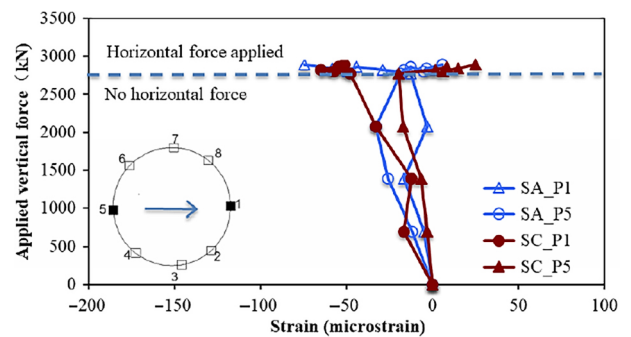 3500
3000
2500
2000
1500
1000
500
0
Applied vertical force (kN)
Horizontal force applied
No horizontal force
7
8
6
5
1
4
2
3
SA_P1
SA_P5
SC_P1
SC_P5
−200 −150 −100 −50 0 50 100
Strain (microstrain)